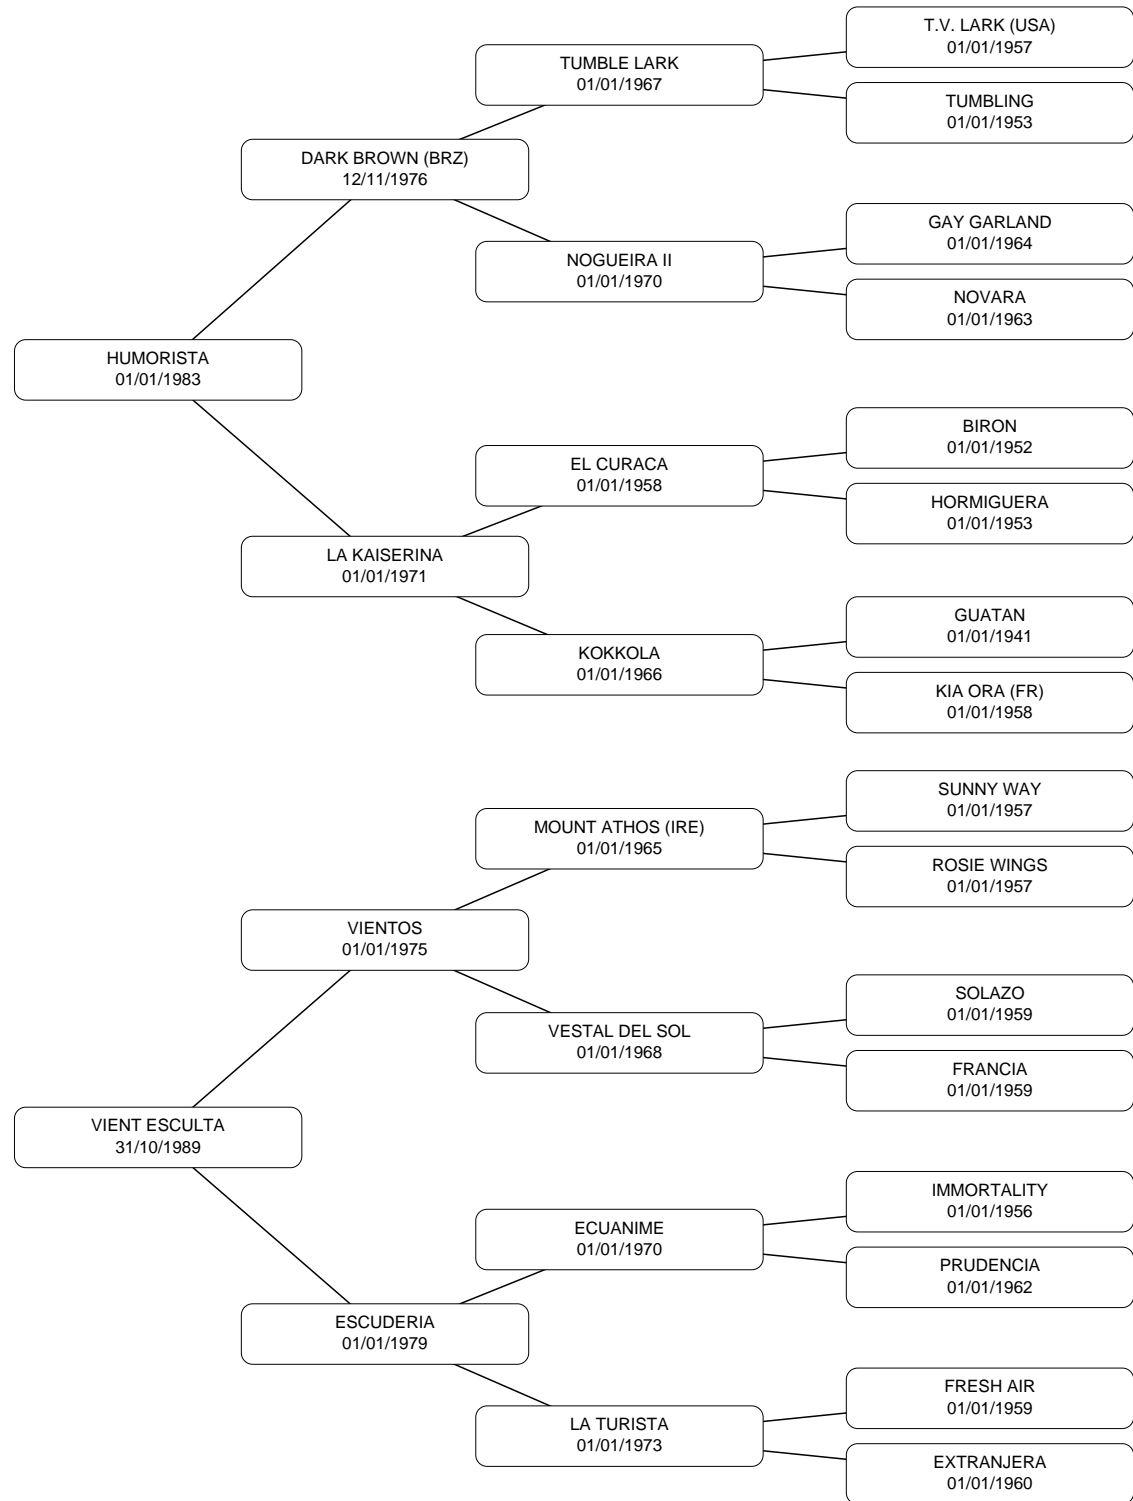 T.V. LARK (USA)
01/01/1957
TUMBLE LARK
01/01/1967
TUMBLING
01/01/1953
DARK BROWN (BRZ)
12/11/1976
GAY GARLAND
01/01/1964
NOGUEIRA II
01/01/1970
NOVARA
01/01/1963
HUMORISTA
01/01/1983
BIRON
01/01/1952
EL CURACA
01/01/1958
HORMIGUERA
01/01/1953
LA KAISERINA
01/01/1971
GUATAN
01/01/1941
KOKKOLA
01/01/1966
KIA ORA (FR)
01/01/1958
SUNNY WAY
01/01/1957
MOUNT ATHOS (IRE)
01/01/1965
ROSIE WINGS
01/01/1957
VIENTOS
01/01/1975
SOLAZO
01/01/1959
VESTAL DEL SOL
01/01/1968
FRANCIA
01/01/1959
VIENT ESCULTA
31/10/1989
IMMORTALITY
01/01/1956
ECUANIME
01/01/1970
PRUDENCIA
01/01/1962
ESCUDERIA
01/01/1979
FRESH AIR
01/01/1959
LA TURISTA
01/01/1973
EXTRANJERA
01/01/1960